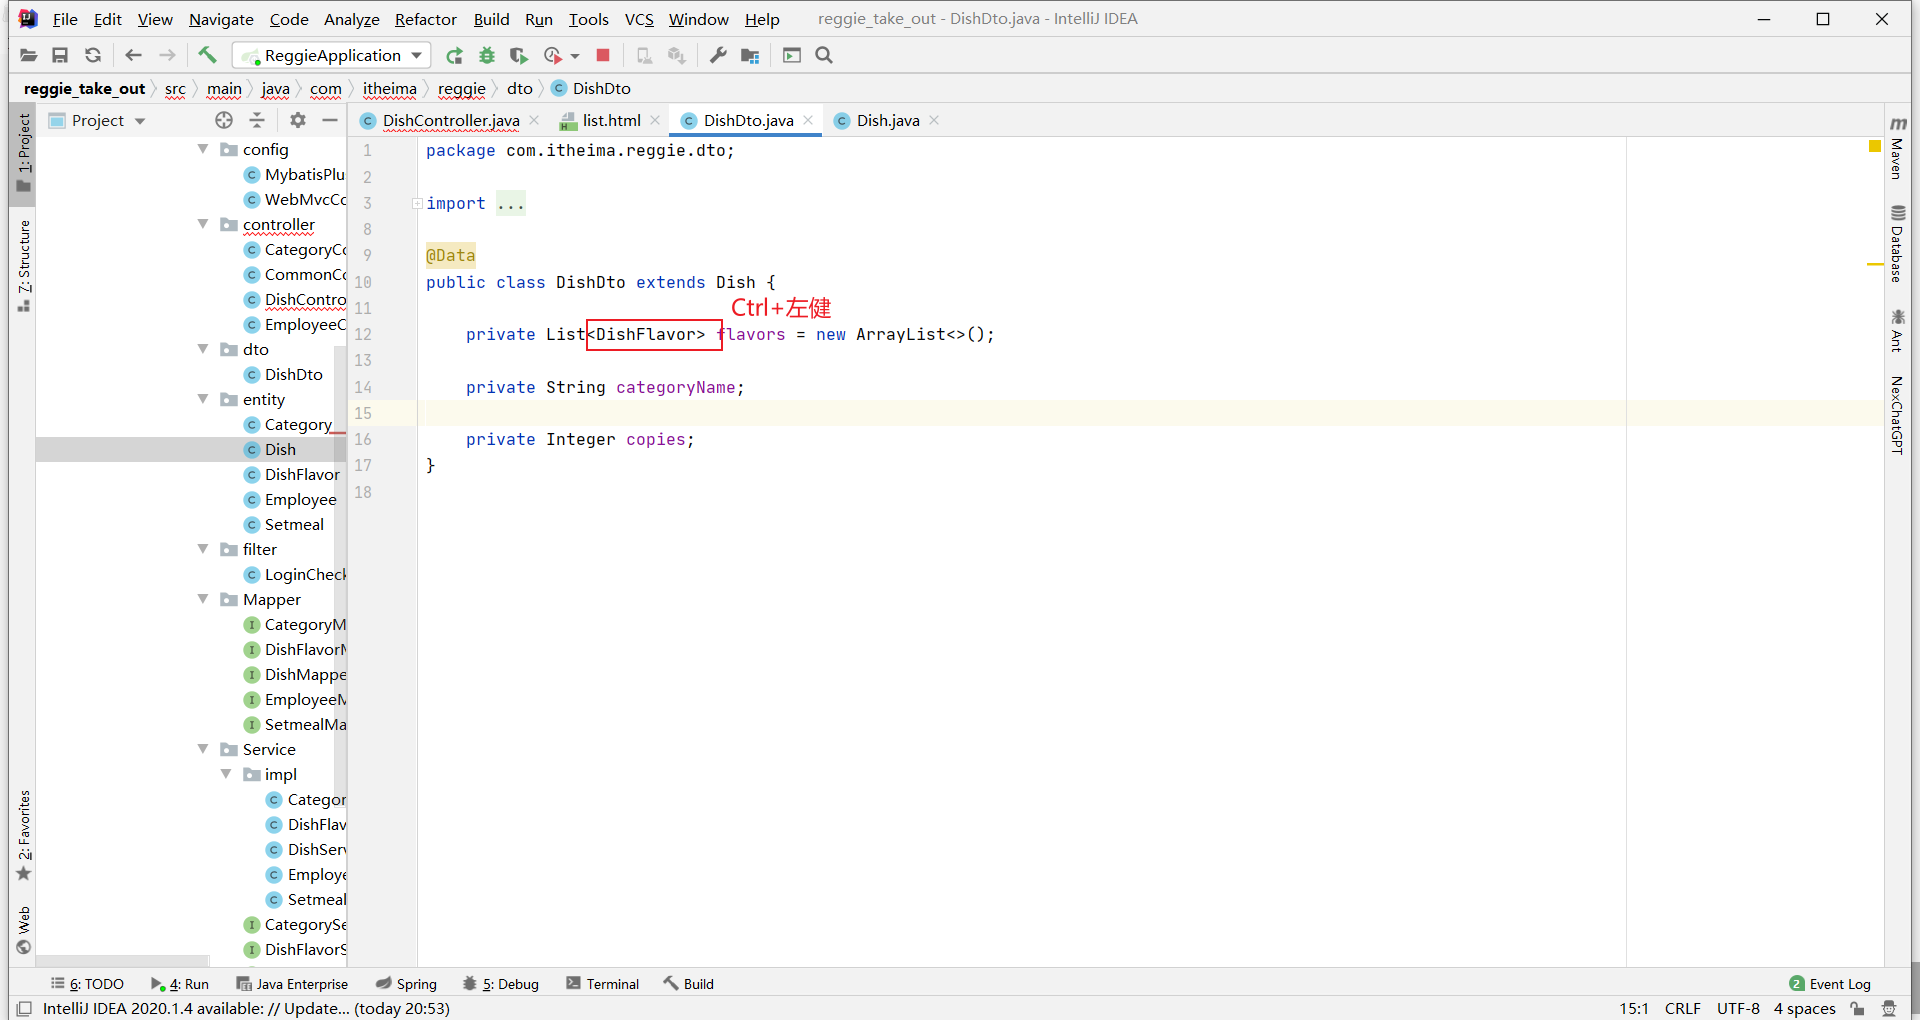 File Edit View Navigate Code Analyze Refactor Build Run Tools VCS Window Help reggie_take_out - DishDto.java - IntelliJ IDEA
ReggieApplication
reggie_take_out src main java com itheima reggie dto DishDto
Project
DishController.java list.html DishDto.java Dish.java
config
MybatisPlu
WebMvcCo
controller
CategoryCo
CommonCo
DishContro
EmployeeC
dto
DishDto
entity
Category
Dish
DishFlavor
Employee
Setmeal
filter
LoginCheck
Mapper
CategoryM
DishFlavorM
DishMappe
EmployeeM
SetmealMa
Service
impl
Categor
DishFlav
DishServ
Employe
Setmeal
CategorySe
DishFlavorS
1: Project
7: Structure
2: Favorites
Web
1 package com.itheima.reggie.dto;
2
3 import ...
8
9 @Data
10 public class DishDto extends Dish {
11
Ctrl+左健
12 private List<DishFlavor> flavors = new ArrayList<>();
13
14 private String categoryName;
15
16 private Integer copies;
17 }
18
m Maven
Database
Ant
NexChatGPT
6: TODO 4: Run Java Enterprise Spring 5: Debug Terminal Build 2 Event Log
IntelliJ IDEA 2020.1.4 available: // Update... (today 20:53) 15:1 CRLF UTF-8 4 spaces